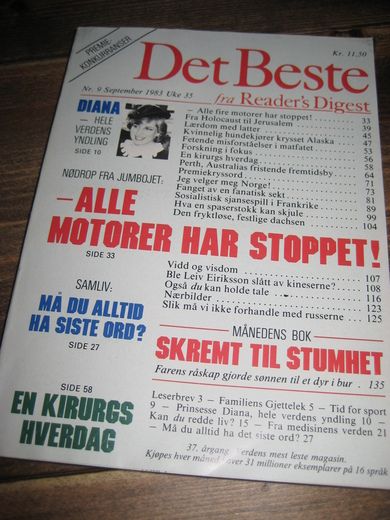 PREMIE-
KONKURRANSER
Kr. 11,50
Det Beste
fra Reader's Digest
Nr. 9 September 1983 Uke 35
DIANA
— HELE
VERDENS
YNDLING
SIDE 10
— Alle fire motorer har stoppet! 33
Fra Holocaust til Jerusalem 39
Lærdom med latter 45
Kvinnelig hundekjører krysset Alaska 47
Fetende misforståelser i matfatet 53
Forskning i fokus 56
En kirurgs hverdag 58
Perth, Australias fristende fremtidsby 64
Premiekryssord 71
Jeg velger meg Norge! 73
Fanget av en fanatisk sekt 81
Sosialistisk sjansespill i Frankrike 89
Hva en spaserstokk kan skjule 99
Den fryktløse, festlige dachsen 104
NØDROP FRA JUMBOJET:
— ALLE
MOTORER HAR STOPPET!
SIDE 33
Vidd og visdom 107
Ble Leiv Eiriksson slått av kineserne? 108
Også du kan holde tale 116
Nærbilder 123
Slik må vi ikke forhandle med russerne 125
SAMLIV:
MÅ DU ALLTID
HA SISTE ORD?
SIDE 27
MÅNEDENS BOK
SKREMT TIL STUMHET
Farens råskap gjorde sønnen til et dyr i bur . 135
SIDE 58
EN KIRURGS
HVERDAG
Leserbrev 3 — Familiens Gjettelek 5 — Tid for sport
9 — Prinsesse Diana, hele verdens yndling 10 —
Kan du redde liv? 15 — Fra medisinens verden 21
— Må du alltid ha det siste ord? 27
37. årgang. Verdens mest leste magasin.
Kjøpes hver måned over 31 millioner eksemplarer på 16 språk